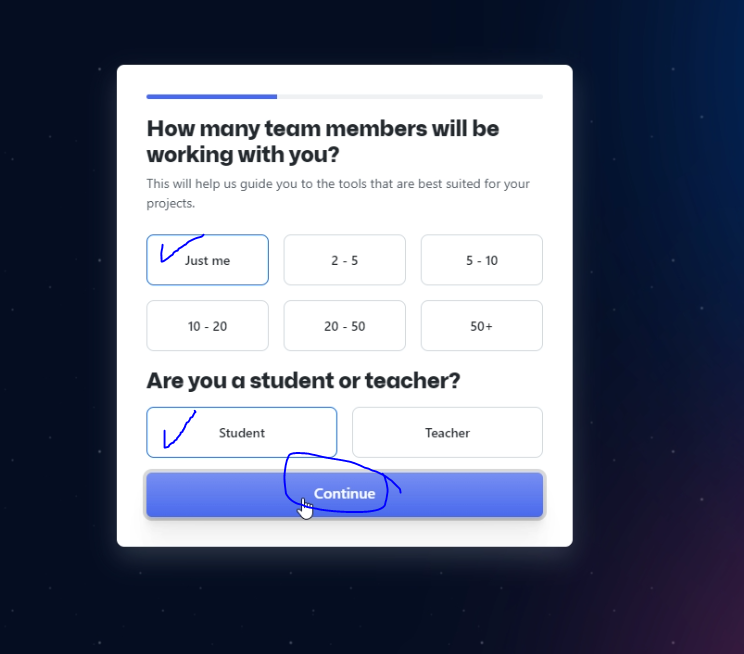 How many team members will be
working with you?
This will help us guide you to the tools that are best suited for your
projects.
Just me
2 - 5
5 - 10
10 - 20
20 - 50
50+
Are you a student or teacher?
Student
Teacher
Continue